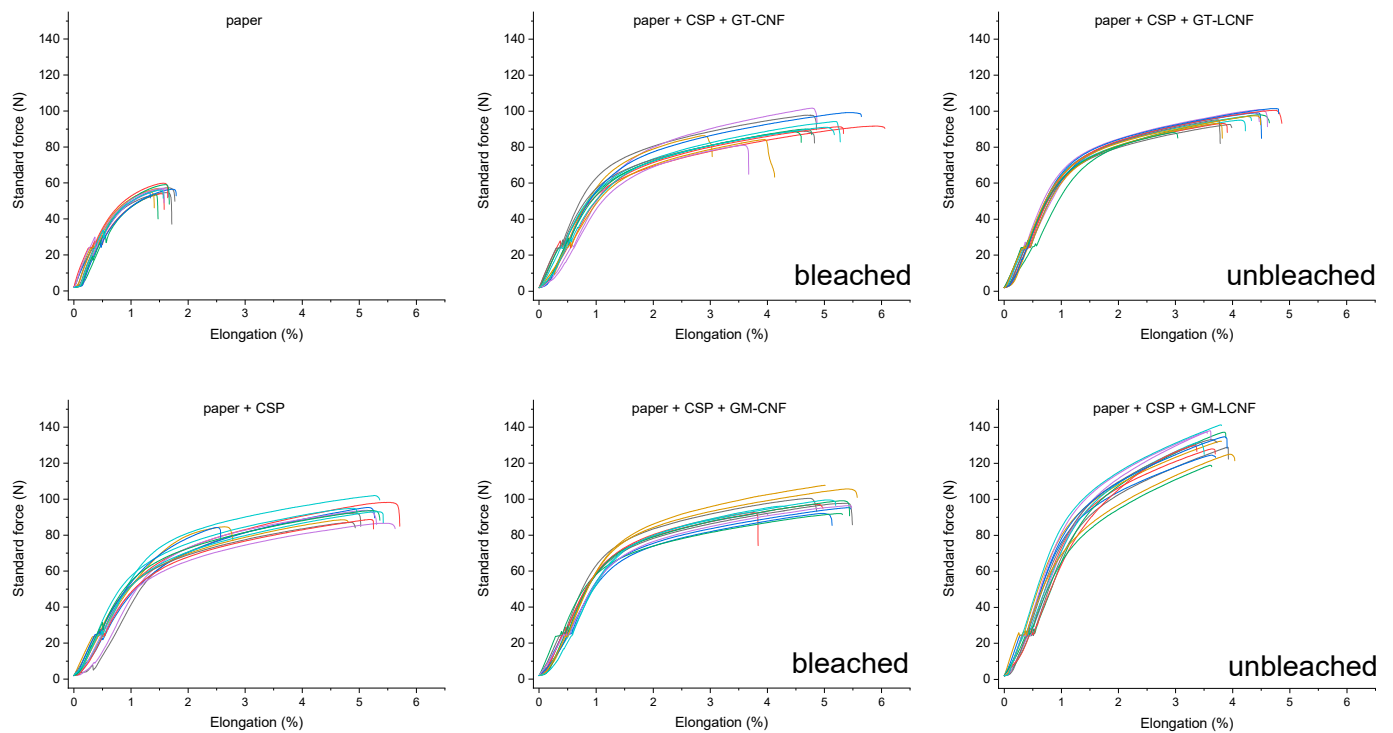 paper
140
120
100
80
60
40
20
0
Standard force (N)
0 1 2 3 4 5 6
Elongation (%)
paper + CSP + GT-CNF
140
120
100
80
60
40
20
0
Standard force (N)
bleached
0 1 2 3 4 5 6
Elongation (%)
paper + CSP + GT-LCNF
140
120
100
80
60
40
20
0
Standard force (N)
unbleached
0 1 2 3 4 5 6
Elongation (%)
paper + CSP
140
120
100
80
60
40
20
0
Standard force (N)
0 1 2 3 4 5 6
Elongation (%)
paper + CSP + GM-CNF
140
120
100
80
60
40
20
0
Standard force (N)
bleached
0 1 2 3 4 5 6
Elongation (%)
paper + CSP + GM-LCNF
140
120
100
80
60
40
20
0
Standard force (N)
unbleached
0 1 2 3 4 5 6
Elongation (%)